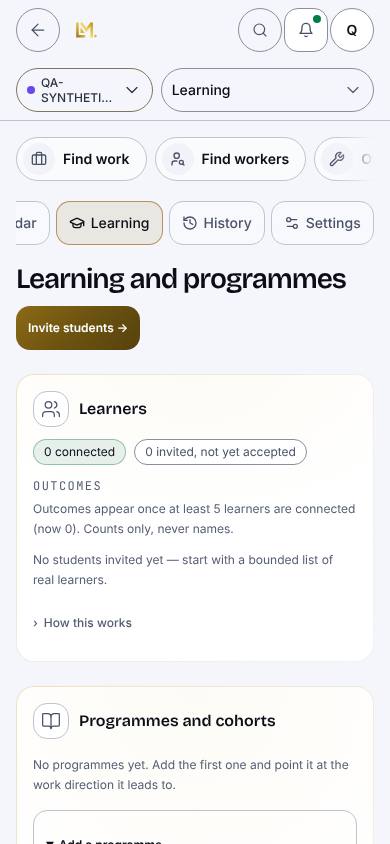 LM.
Q
QA-
SYNTHETI...
Learning
Find work
Find workers
dar
Learning
History
Settings
Learning and programmes
Invite students →
Learners
0 connected
0 invited, not yet accepted
OUTCOMES
Outcomes appear once at least 5 learners are connected
(now 0). Counts only, never names.
No students invited yet — start with a bounded list of
real learners.
› How this works
Programmes and cohorts
No programmes yet. Add the first one and point it at the
work direction it leads to.
▼ Add a programme